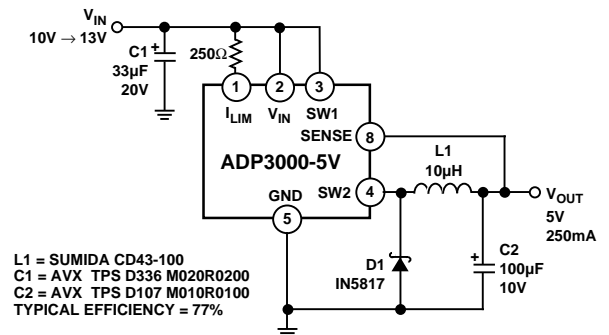 VIN
10V → 13V
C1
33µF
20V
+
250Ω
1
2
3
ILIM
VIN
SW1
SENSE
8
ADP3000-5V
L1
10µH
SW2
4
GND
5
VOUT
5V
250mA
D1
IN5817
+
C2
100µF
10V
L1 = SUMIDA CD43-100
C1 = AVX TPS D336 M020R0200
C2 = AVX TPS D107 M010R0100
TYPICAL EFFICIENCY = 77%